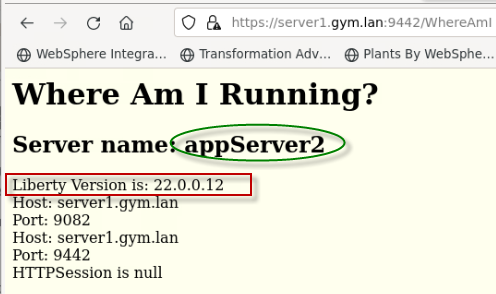 https://server1.gym.lan:9442/WhereAmI
WebSphere Integra... Transformation Adv... Plants By WebSphe...
Where Am I Running?
Server name: appServer2
Liberty Version is: 22.0.0.12
Host: server1.gym.lan
Port: 9082
Host: server1.gym.lan
Port: 9442
HTTPSession is null